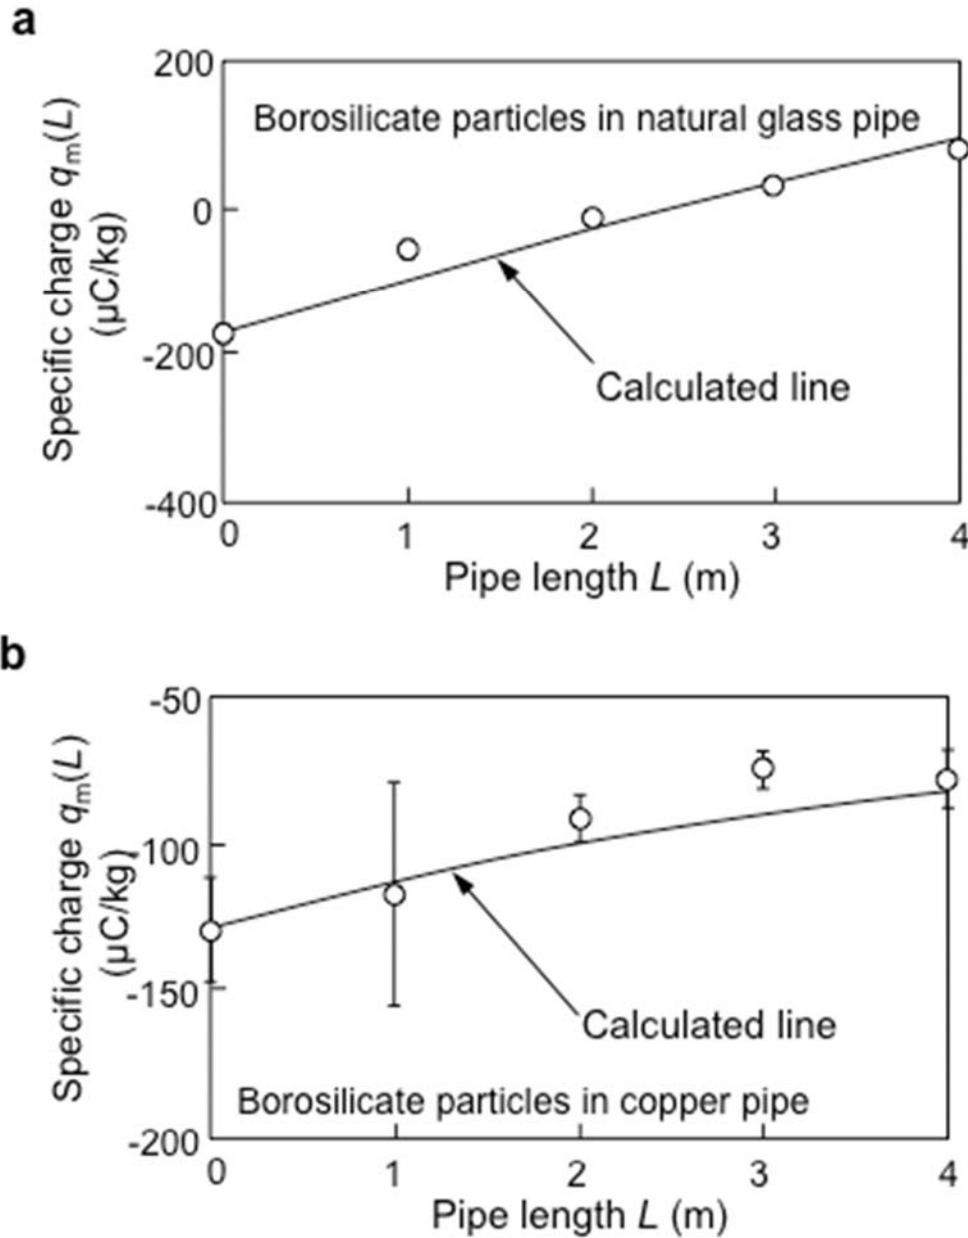 a
200
0
-200
-400
Specific charge qm(L)
(μC/kg)
Borosilicate particles in natural glass pipe
Calculated line
0 1 2 3 4
Pipe length L (m)
b
-50
-100
-150
-200
Specific charge qm(L)
(μC/kg)
Calculated line
Borosilicate particles in copper pipe
0 1 2 3 4
Pipe length L (m)